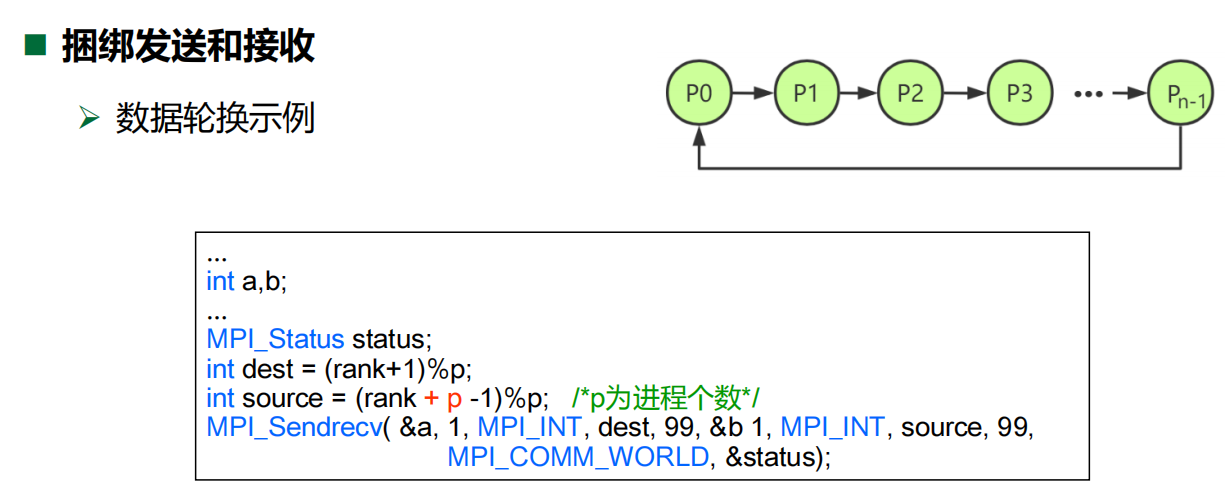 捆绑发送和接收
数据轮换示例
P0 P1 P2 P3 ••• Pn-1
...
int a,b;
...
MPI_Status status;
int dest = (rank+1)%p;
int source = (rank + p -1)%p; /*p为进程个数*/
MPI_Sendrecv( &a, 1, MPI_INT, dest, 99, &b 1, MPI_INT, source, 99,
MPI_COMM_WORLD, &status);